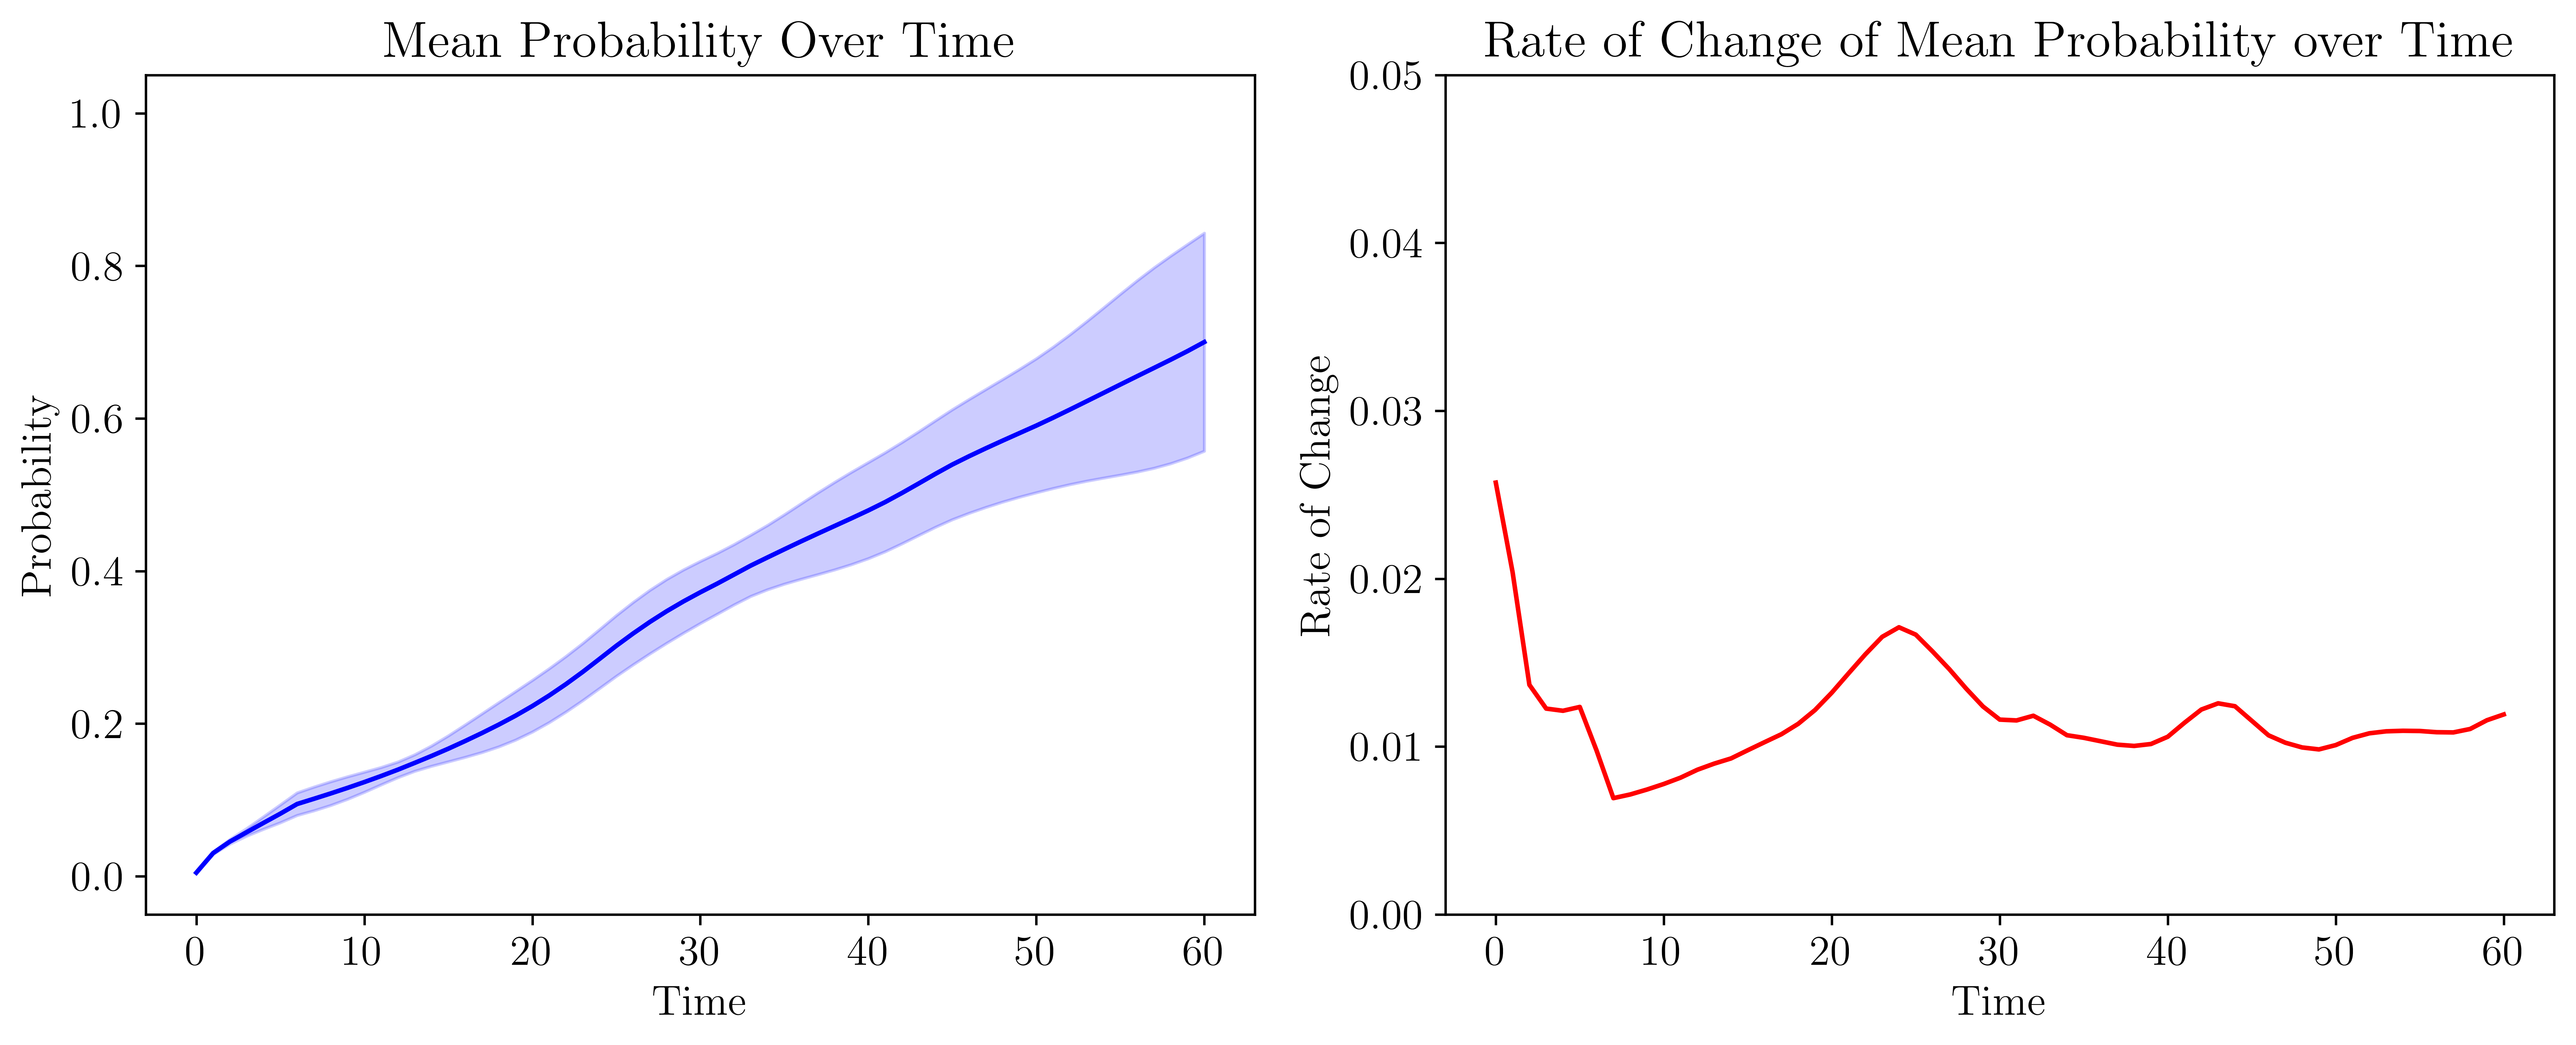 Mean Probability Over Time
1.0
0.8
0.6
0.4
0.2
0.0
Probability
0 10 20 30 40 50 60
Time
Rate of Change of Mean Probability over Time
0.05
0.04
0.03
0.02
0.01
0.00
Rate of Change
0 10 20 30 40 50 60
Time